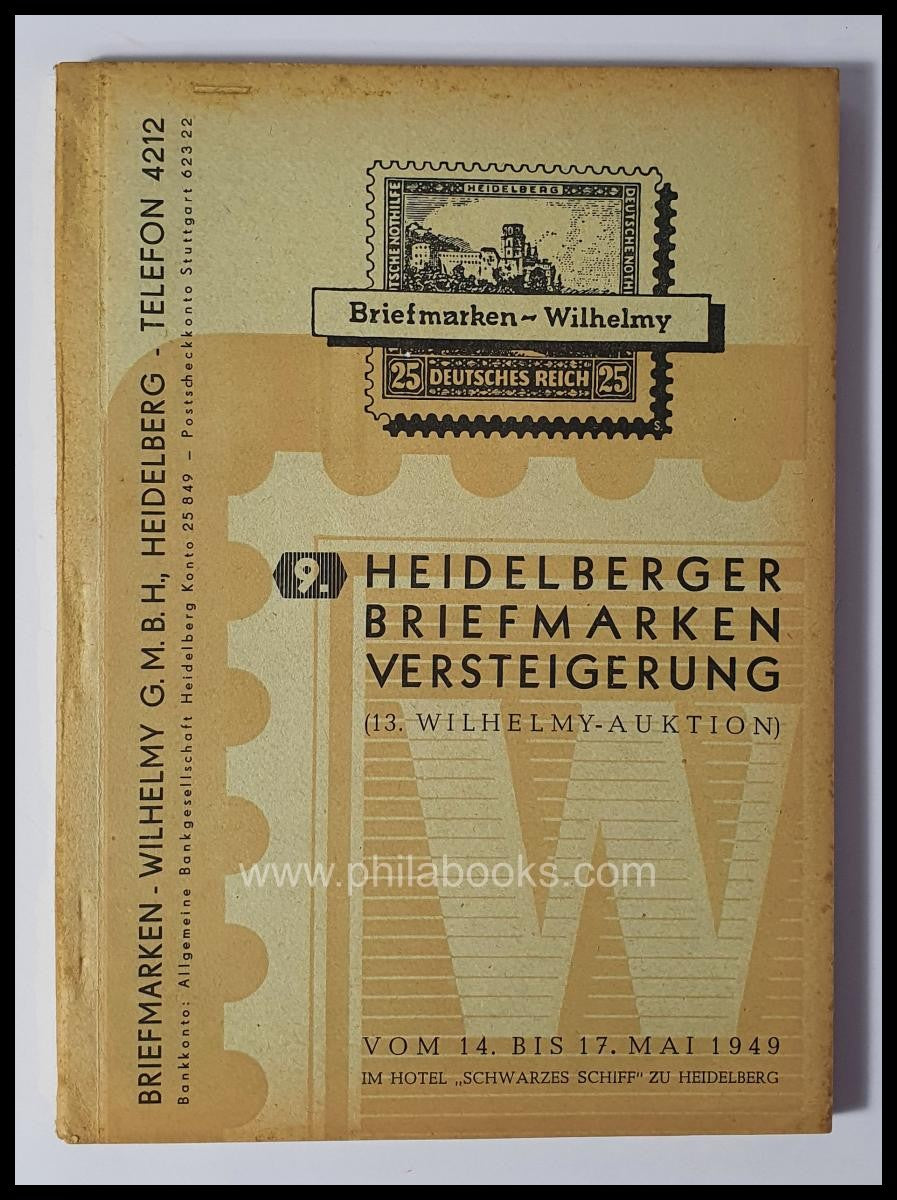 BRIEFMARKEN - WILHELMY G. M. B. H., HEIDELBERG - TELEFON 4212
Bankkonto: Allgemeine Bankgesellschaft Heidelberg Konto 25 849 – Postscheckkonto Stuttgart 623 22
HEIDELBERG
DEUTSCHE NOTH
TSCHE NOTHILFE
Briefmarken - Wilhelmy
25 DEUTSCHES REICH 25
S.
9. HEIDELBERGER
BRIEFMARKEN
VERSTEIGERUNG
(13. WILHELMY-AUKTION)
W
www.philabooks.com
VOM 14. BIS 17. MAI 1949
IM HOTEL „SCHWARZES SCHIFF" ZU HEIDELBERG